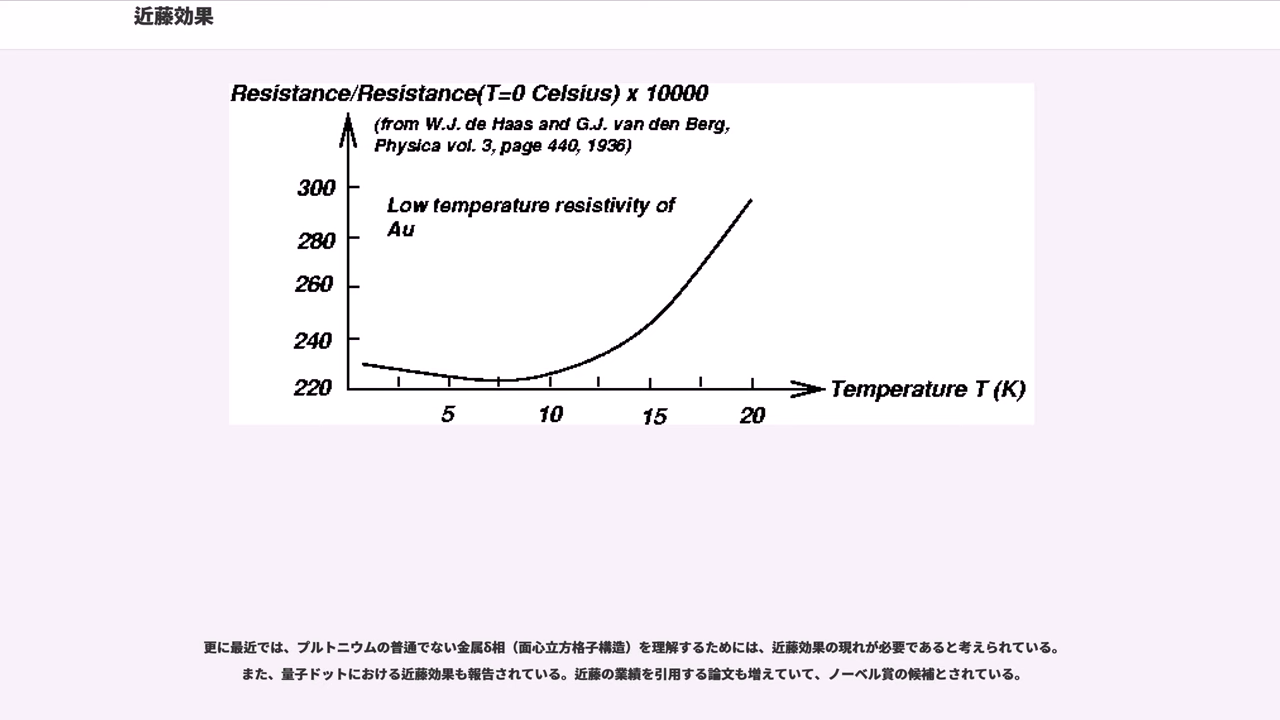 近藤効果
Resistance/Resistance(T=0 Celsius) x 10000
(from W.J. de Haas and G.J. van den Berg,
Physica vol. 3, page 440, 1936)
300
Low temperature resistivity of
Au
280
260
240
220
Temperature T (K)
5 10 15 20
更に最近では、プルトニウムの普通でない金属δ相（面心立方格子構造）を理解するためには、近藤効果の現れが必要であると考えられている。
また、量子ドットにおける近藤効果も報告されている。近藤の業績を引用する論文も増えていて、ノーベル賞の候補とされている。